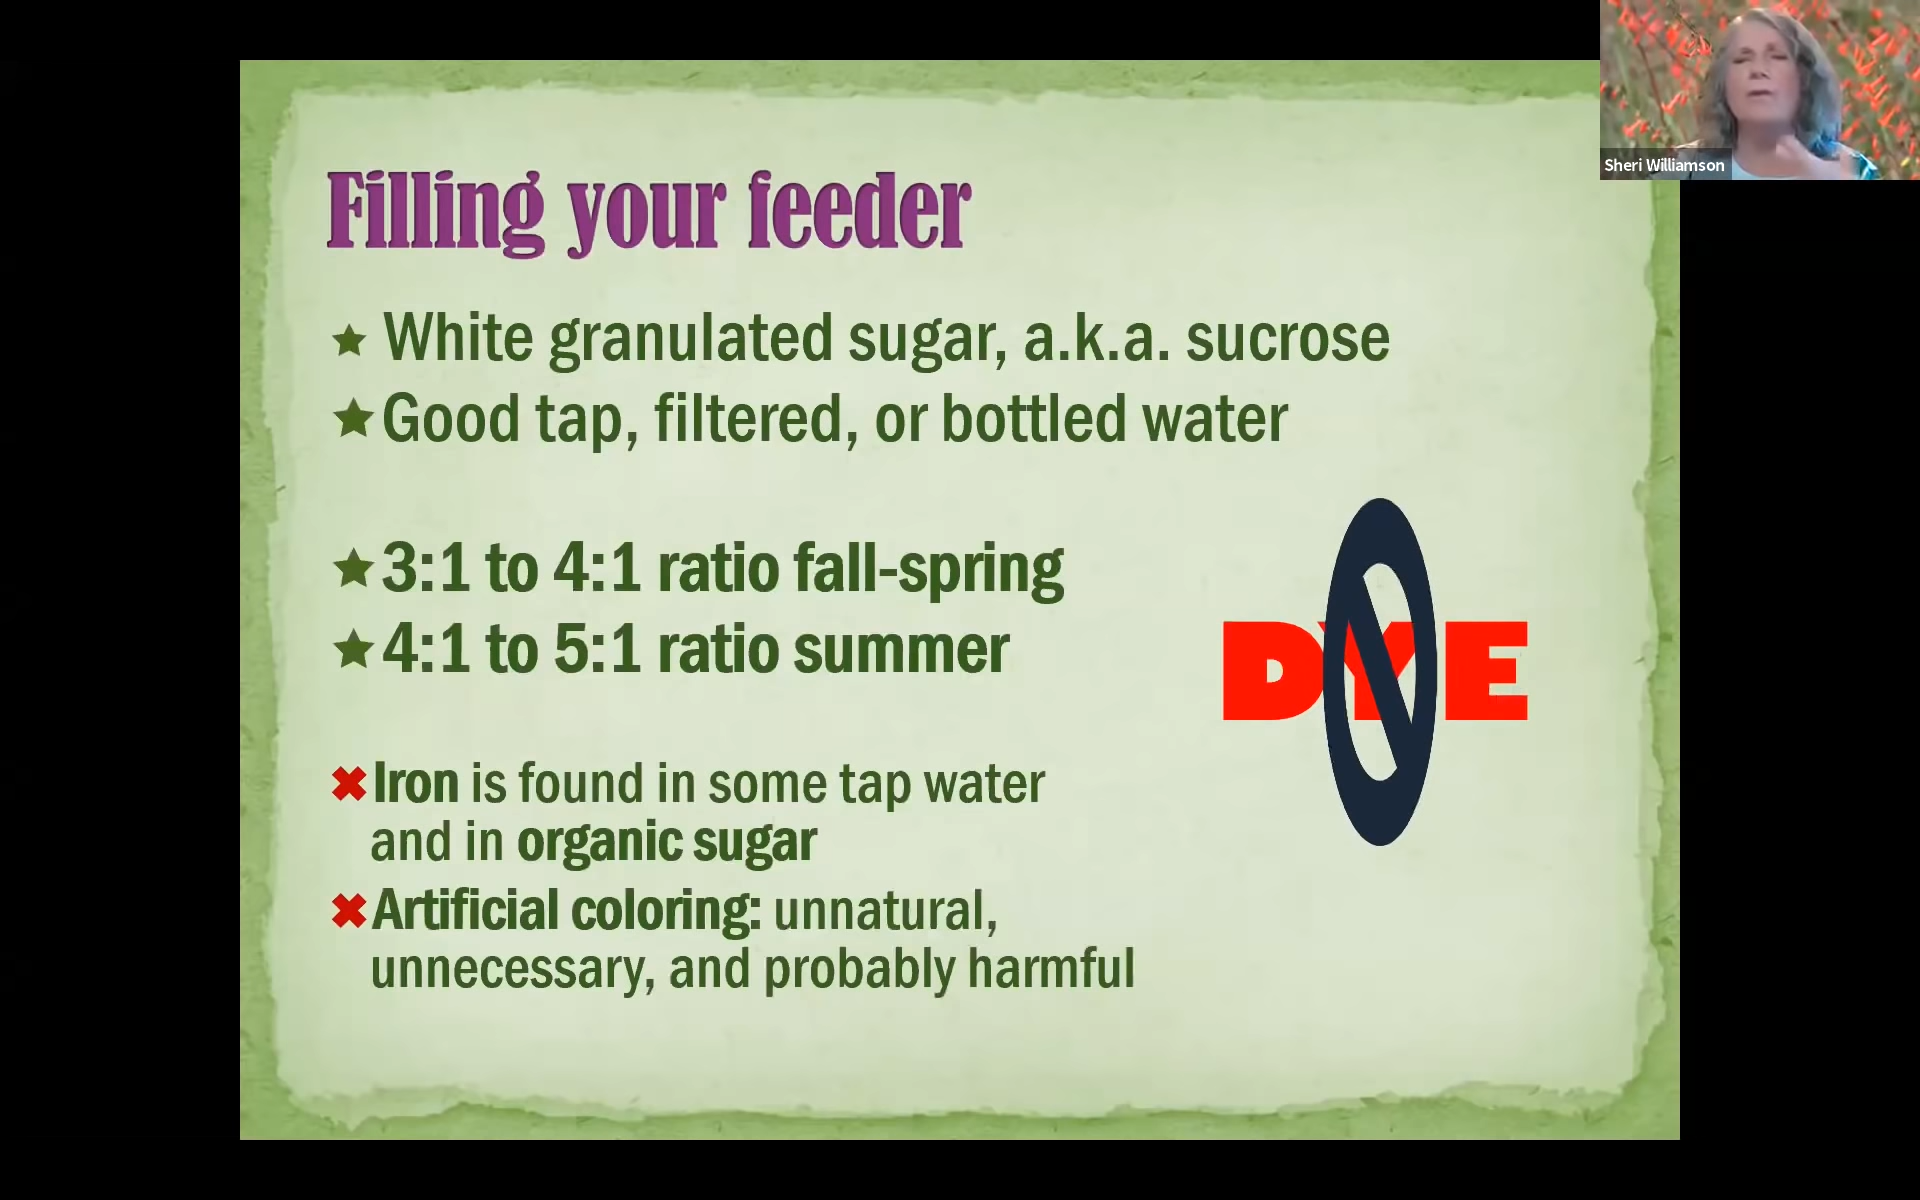 Sheri Williamson
Filling your feeder
White granulated sugar, a.k.a. sucrose
Good tap, filtered, or bottled water
3:1 to 4:1 ratio fall-spring
4:1 to 5:1 ratio summer
DYE
Iron is found in some tap water
and in organic sugar
Artificial coloring: unnatural,
unnecessary, and probably harmful